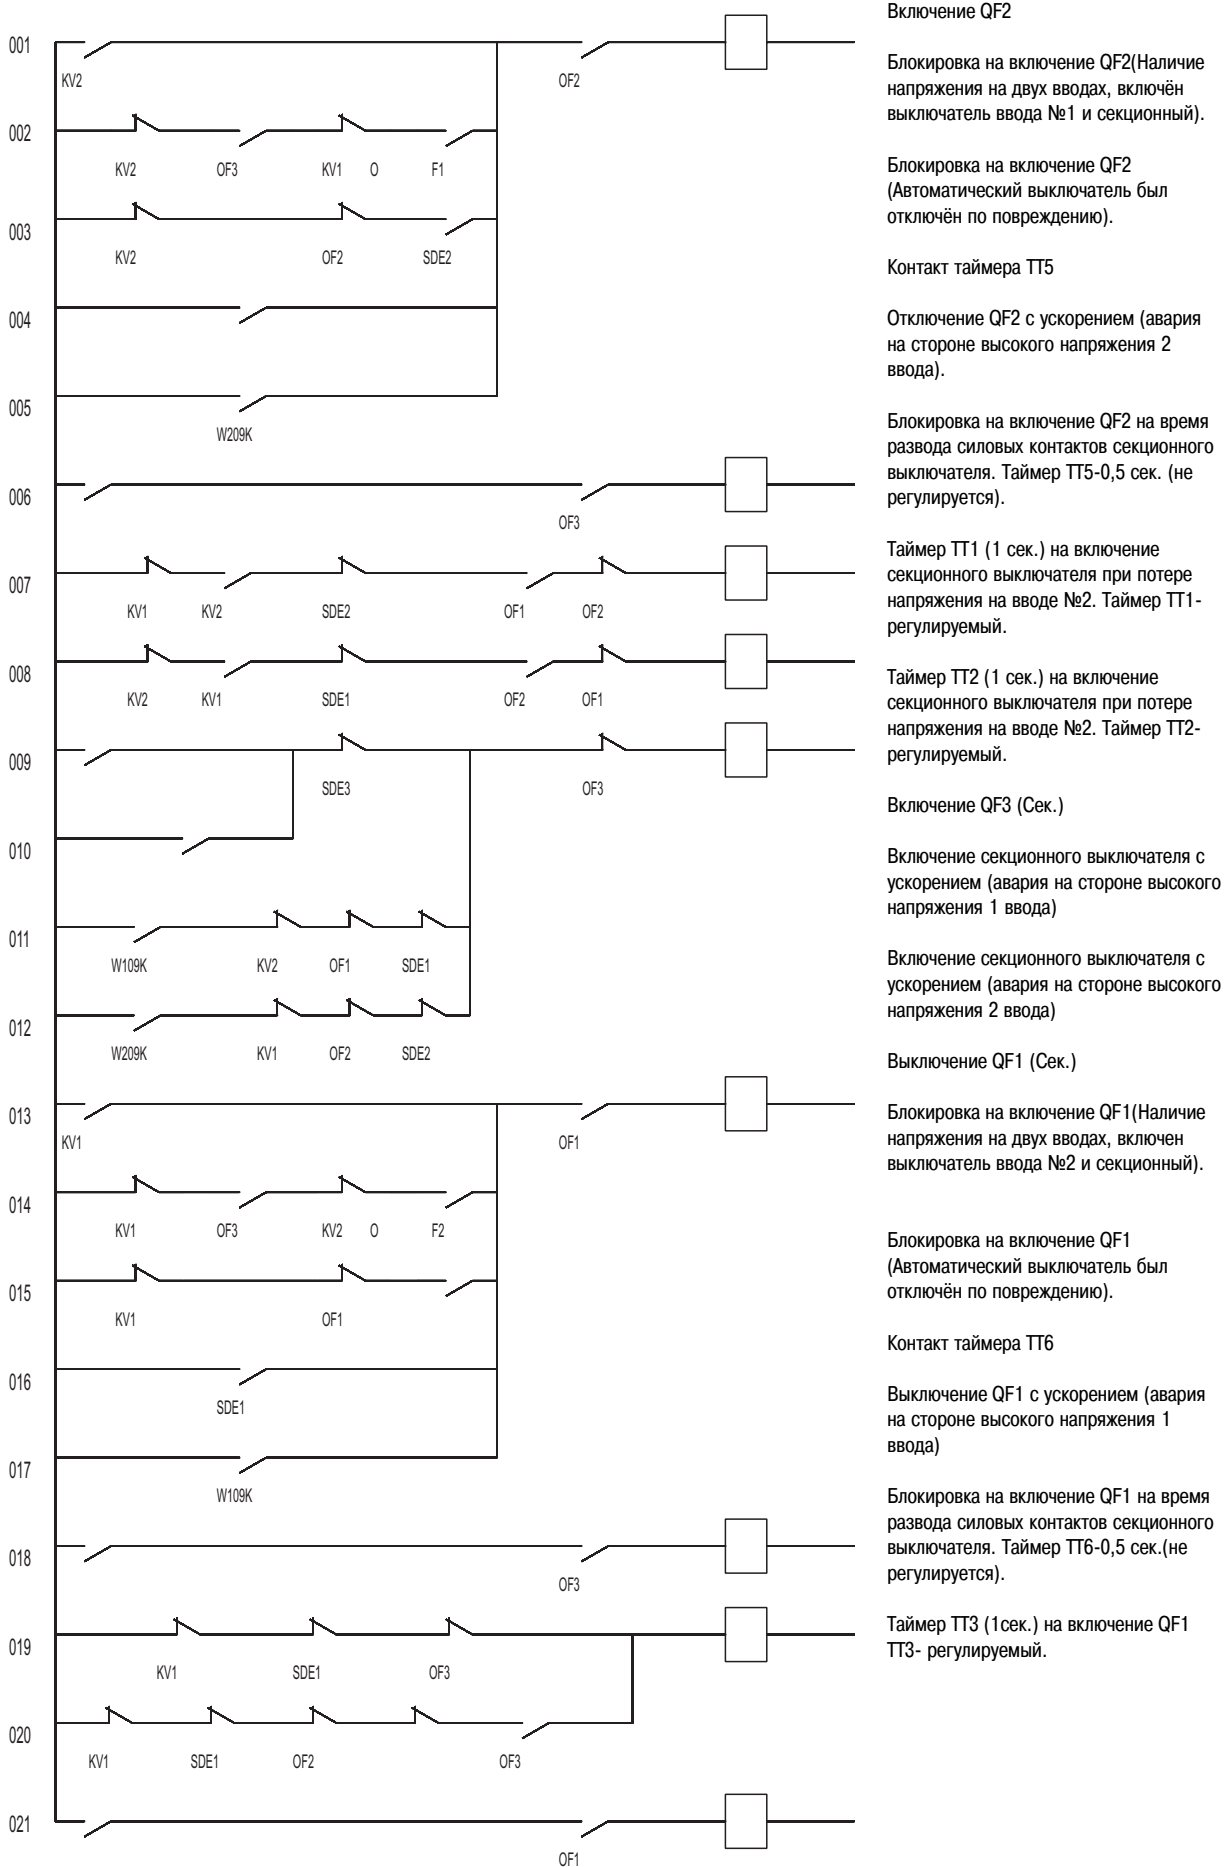 Включение QF2
001
KV2
OF2
Блокировка на включение QF2(Наличие
напряжения на двух вводах, включён
выключатель ввода №1 и секционный).
002
KV2 OF3 KV1 O F1
Блокировка на включение QF2
(Автоматический выключатель был
отключён по повреждению).
003
KV2 OF2 SDE2
Контакт таймера ТТ5
004
Отключение QF2 с ускорением (авария
на стороне высокого напряжения 2
ввода).
005
W209K
Блокировка на включение QF2 на время
развода силовых контактов секционного
выключателя. Таймер ТТ5-0,5 сек. (не
регулируется).
006
OF3
Таймер ТТ1 (1 сек.) на включение
секционного выключателя при потере
напряжения на вводе №2. Таймер ТТ1-
регулируемый.
007
KV1 KV2 SDE2 OF1 OF2
Таймер ТТ2 (1 сек.) на включение
секционного выключателя при потере
напряжения на вводе №2. Таймер ТТ2-
регулируемый.
008
KV2 KV1 SDE1 OF2 OF1
009
SDE3 OF3
Включение QF3 (Сек.)
010
Включение секционного выключателя с
ускорением (авария на стороне высокого
напряжения 1 ввода)
011
W109K KV2 OF1 SDE1
Включение секционного выключателя с
ускорением (авария на стороне высокого
напряжения 2 ввода)
012
W209K KV1 OF2 SDE2
Выключение QF1 (Сек.)
013
KV1 OF1
Блокировка на включение QF1(Наличие
напряжения на двух вводах, включен
выключатель ввода №2 и секционный).
014
KV1 OF3 KV2 O F2
Блокировка на включение QF1
(Автоматический выключатель был
отключён по повреждению).
015
KV1 OF1
Контакт таймера ТТ6
016
SDE1
Выключение QF1 с ускорением (авария
на стороне высокого напряжения 1
ввода)
017
W109K
Блокировка на включение QF1 на время
развода силовых контактов секционного
выключателя. Таймер ТТ6-0,5 сек.(не
регулируется).
018
OF3
Таймер ТТ3 (1сек.) на включение QF1
ТТ3- регулируемый.
019
KV1 SDE1 OF3
020
KV1 SDE1 OF2 OF3
021
OF1